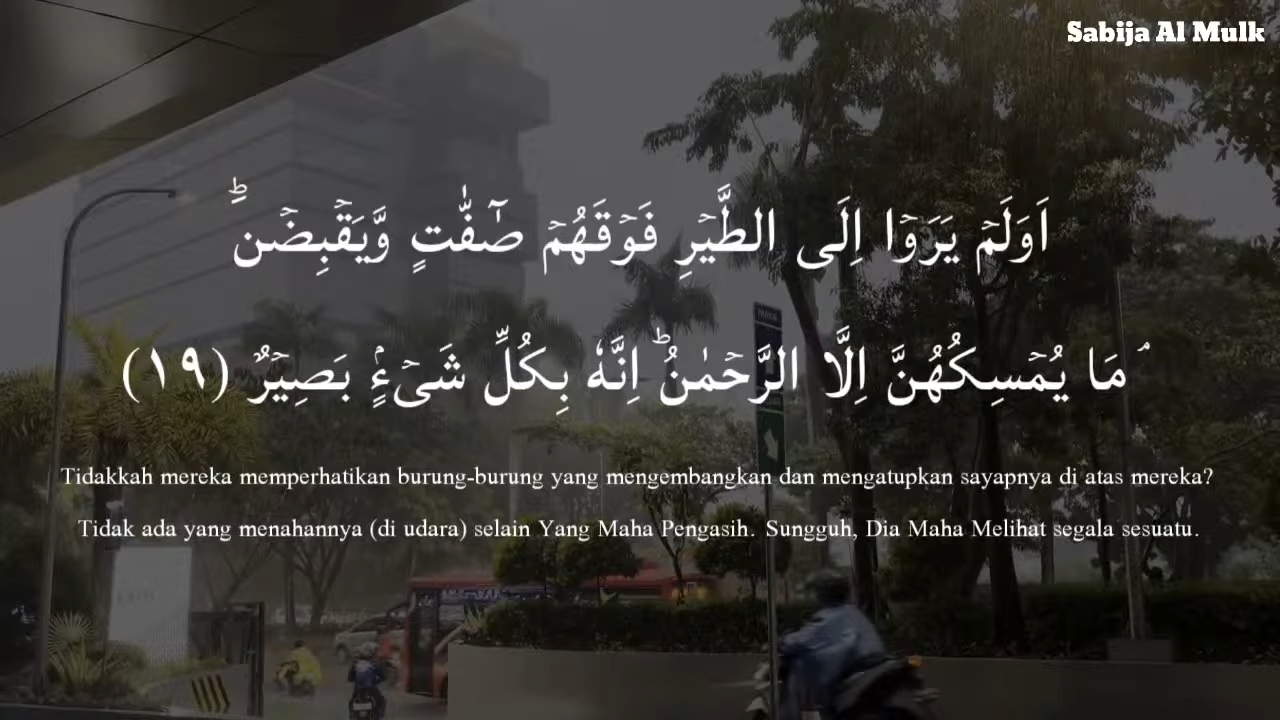 Sabija Al Mulk
اَوَلَمۡ يَرَوۡا اِلَى الطَّيۡرِ فَوۡقَهُمۡ صٰٓفّٰتٍ وَّيَقۡبِضۡنَ ؕ
ؔ مَا يُمۡسِكُهُنَّ اِلَّا الرَّحۡمٰنُ‌ؕ اِنَّهٗ بِكُلِّ شَىۡءٍۢ بَصِيۡرٌ (١٩)
Tidakkah mereka memperhatikan burung-burung yang mengembangkan dan mengatupkan sayapnya di atas mereka?
Tidak ada yang menahannya (di udara) selain Yang Maha Pengasih. Sungguh, Dia Maha Melihat segala sesuatu.